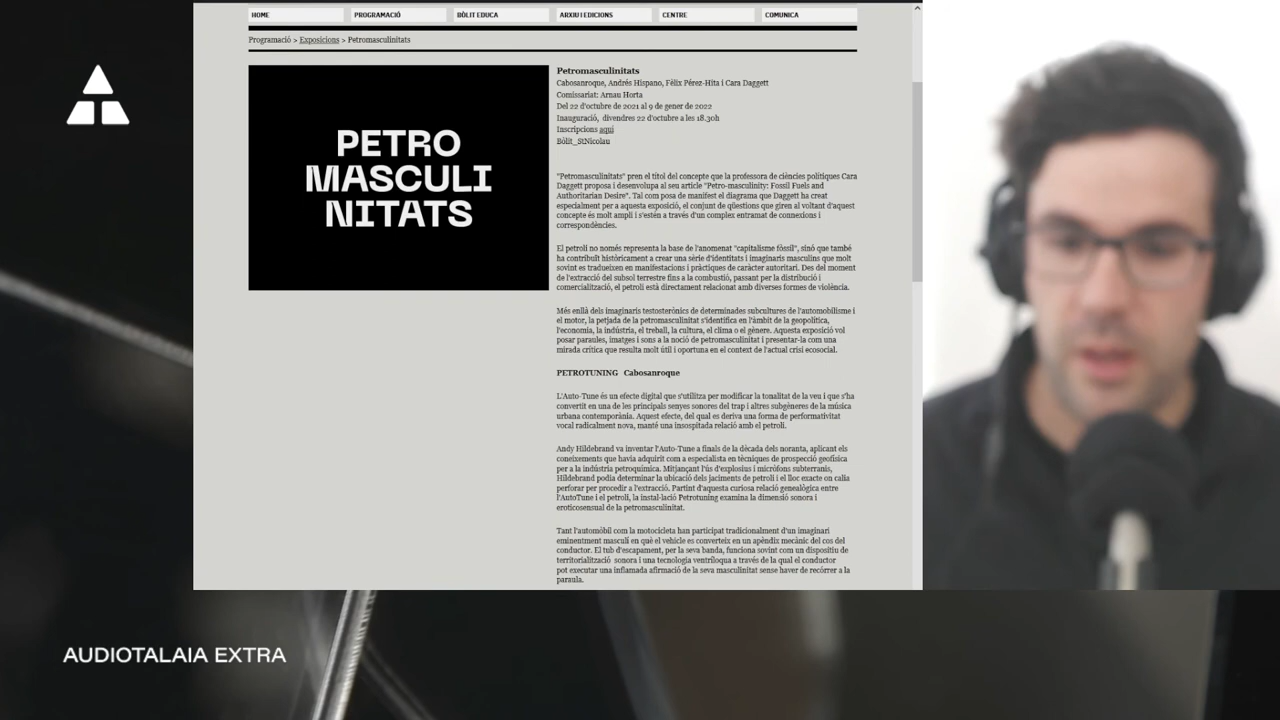 HOME PROGRAMACIÓ BÒLIT EDUCA ARXIU I EDICIONS CENTRE COMUNICA
Programació > Exposicions > Petromasculinitats
PETRO
MASCULI
NITATS
Petromasculinitats
Cabosanroque, Andrés Hispano, Fèlix Pérez-Hita i Cara Daggett
Comissariat: Arnau Horta
Del 22 d'octubre de 2021 al 9 de gener de 2022
Inauguració, divendres 22 d'octubre a les 18.30h
Inscripcions aquí
Bòlit_StNicolau
"Petromasculinitats" pren el títol del concepte que la professora de ciències polítiques Cara
Daggett proposa i desenvolupa al seu article "Petro-masculinity: Fossil Fuels and
Authoritarian Desire". Tal com posa de manifest el diagrama que Daggett ha creat
especialment per a aquesta exposició, el conjunt de qüestions que giren al voltant d'aquest
concepte és molt ampli i s'estén a través d'un complex entramat de connexions i
correspondències.
El petroli no només representa la base de l'anomenat "capitalisme fòssil", sinó que també
ha contribuït històricament a crear una sèrie d'identitats i imaginaris masculins que molt
sovint es tradueixen en manifestacions i pràctiques de caràcter autoritari. Des del moment
de l'extracció del subsol terrestre fins a la combustió, passant per la distribució i
comercialització, el petroli està directament relacionat amb diverses formes de violència.
Més enllà dels imaginaris testosterònics de determinades subcultures de l'automobilisme i
el motor, la petjada de la petromasculinitat s'identifica en l'àmbit de la geopolítica,
l'economia, la indústria, el treball, la cultura, el clima o el gènere. Aquesta exposició vol
posar paraules, imatges i sons a la noció de petromasculinitat i presentar-la com una
mirada crítica que resulta molt útil i oportuna en el context de l'actual crisi ecosocial.
PETROTUNING Cabosanroque
L'Auto-Tune és un efecte digital que s'utilitza per modificar la tonalitat de la veu i que s'ha
convertit en una de les principals senyes sonores del trap i altres subgèneres de la música
urbana contemporània. Aquest efecte, del qual es deriva una forma de performativitat
vocal radicalment nova, manté una insospitada relació amb el petroli.
Andy Hildebrand va inventar l'Auto-Tune a finals de la dècada dels noranta, aplicant els
coneixements que havia adquirit com a especialista en tècniques de prospecció geofísica
per a la indústria petroquímica. Mitjançant l'ús d'explosius i micròfons subterranis,
Hildebrand podia determinar la ubicació dels jaciments de petroli i el lloc exacte on calia
perforar per procedir a l'extracció. Partint d'aquesta curiosa relació genealògica entre
l'AutoTune i el petroli, la instal·lació Petrotuning examina la dimensió sonora i
eroticosensual de la petromasculinitat.
Tant l'automòbil com la motocicleta han participat tradicionalment d'un imaginari
eminentment masculí en què el vehicle es converteix en un apèndix mecànic del cos del
conductor. El tub d'escapament, per la seva banda, funciona sovint com un dispositiu de
territorialització sonora i una tecnologia ventríloqua a través de la qual el conductor
pot executar una inflamada afirmació de la seva masculinitat sense haver de recórrer a la
paraula.
AUDIOTALAIA EXTRA